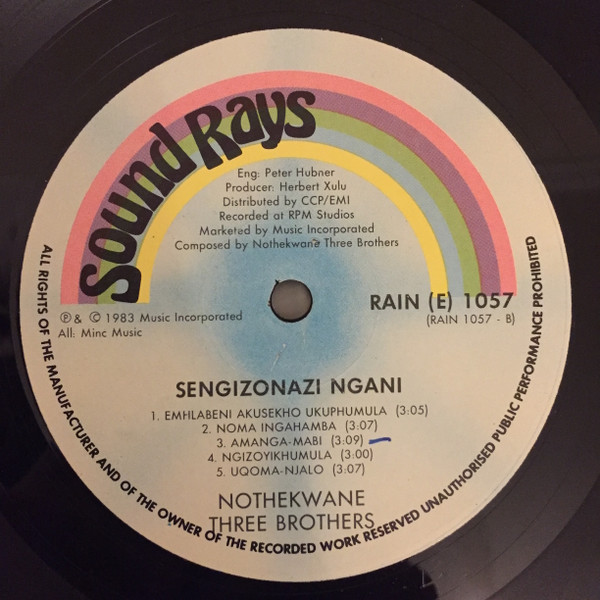 Sound Rays
Eng: Peter Hubner
Producer: Herbert Xulu
Distributed by CCP/EMI
Recorded at RPM Studios
Marketed by Music Incorporated
Composed by Nothekwane Three Brothers
℗ & © 1983 Music Incorporated
All: Minc Music
RAIN (E) 1057
(RAIN 1057 - B)
SENGIZONAZI NGANI
1. EMHLABENI AKUSEKHO UKUPHUMULA (3:05)
2. NOMA INGAHAMBA (3:07)
3. AMANGA-MABI (3:09)
4. NGIZOYIKHUMULA (3:00)
5. UQOMA-NJALO (3:07)
NOTHEKWANE
THREE BROTHERS
ALL RIGHTS OF THE MANUFACTURER AND OF THE OWNER OF THE RECORDED WORK RESERVED UNAUTHORISED PUBLIC PERFORMANCE PROHIBITED